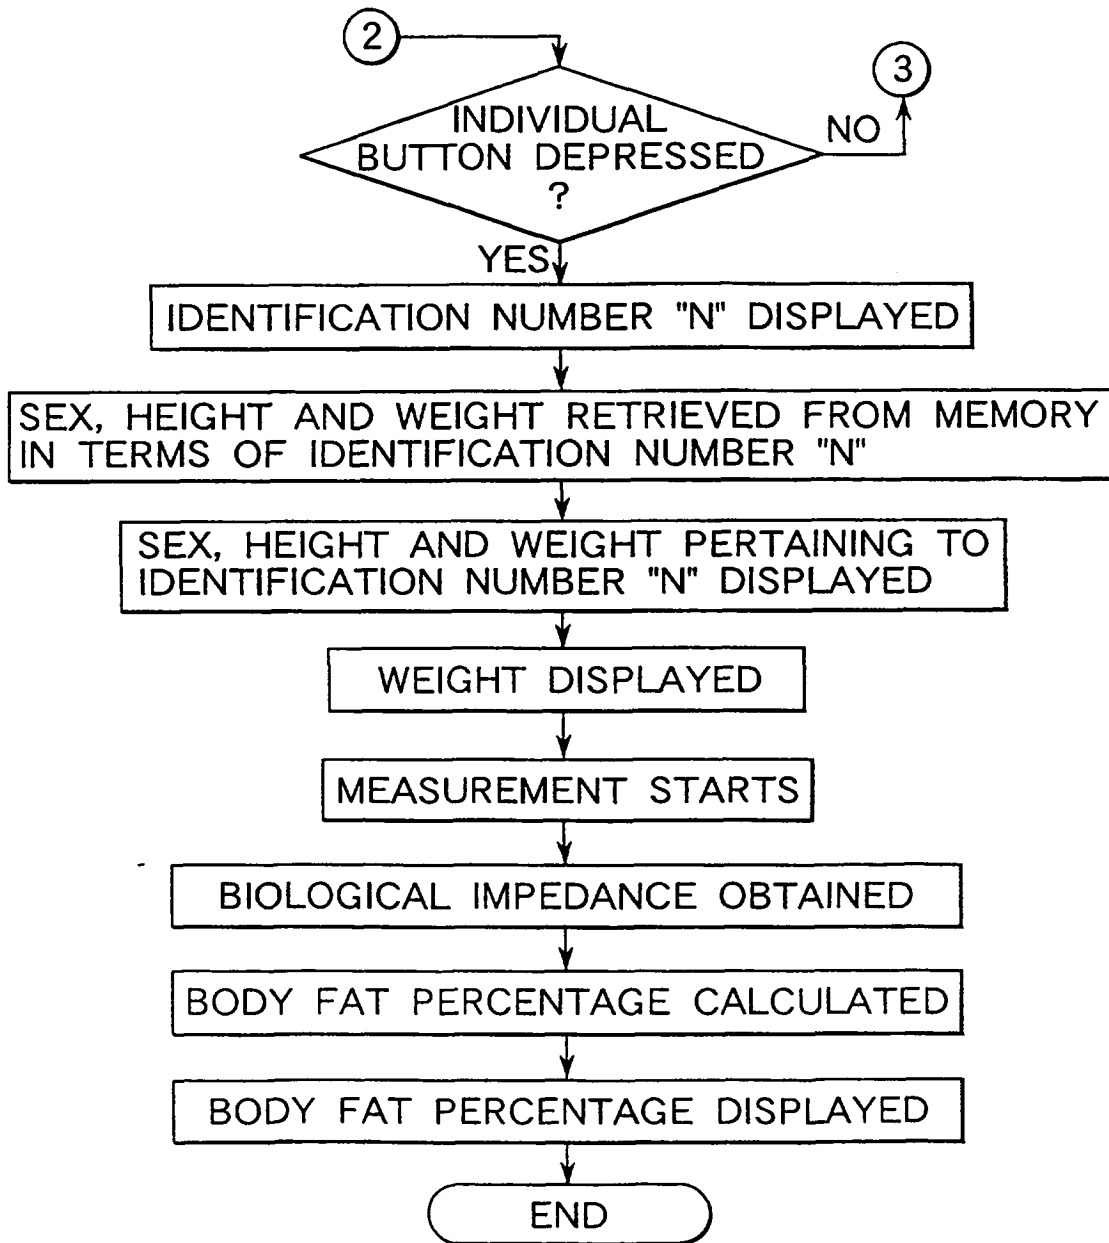 2
3
INDIVIDUAL
BUTTON DEPRESSED
?
NO
YES
IDENTIFICATION NUMBER "N" DISPLAYED
SEX, HEIGHT AND WEIGHT RETRIEVED FROM MEMORY
IN TERMS OF IDENTIFICATION NUMBER "N"
SEX, HEIGHT AND WEIGHT PERTAINING TO
IDENTIFICATION NUMBER "N" DISPLAYED
WEIGHT DISPLAYED
MEASUREMENT STARTS
BIOLOGICAL IMPEDANCE OBTAINED
BODY FAT PERCENTAGE CALCULATED
BODY FAT PERCENTAGE DISPLAYED
END